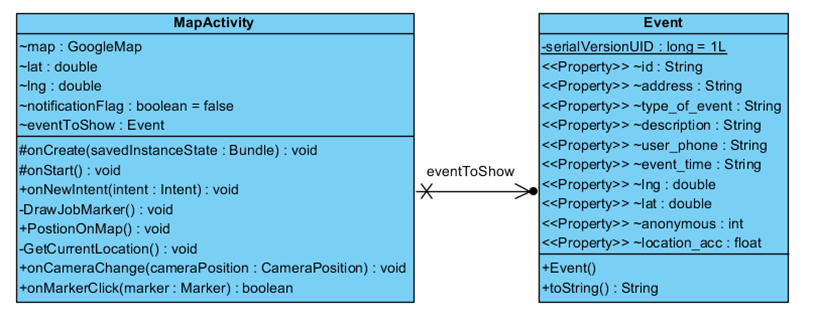 MapActivity
~map : GoogleMap
~lat : double
~lng : double
~notificationFlag : boolean = false
~eventToShow : Event
#onCreate(savedInstanceState : Bundle) : void
#onStart() : void
+onNewIntent(intent : Intent) : void
-DrawJobMarker() : void
+PostionOnMap() : void
-GetCurrentLocation() : void
+onCameraChange(cameraPosition : CameraPosition) : void
+onMarkerClick(marker : Marker) : boolean
eventToShow
Event
-serialVersionUID : long = 1L
<<Property>> ~id : String
<<Property>> ~address : String
<<Property>> ~type_of_event : String
<<Property>> ~description : String
<<Property>> ~user_phone : String
<<Property>> ~event_time : String
<<Property>> ~lng : double
<<Property>> ~lat : double
<<Property>> ~anonymous : int
<<Property>> ~location_acc : float
+Event()
+toString() : String